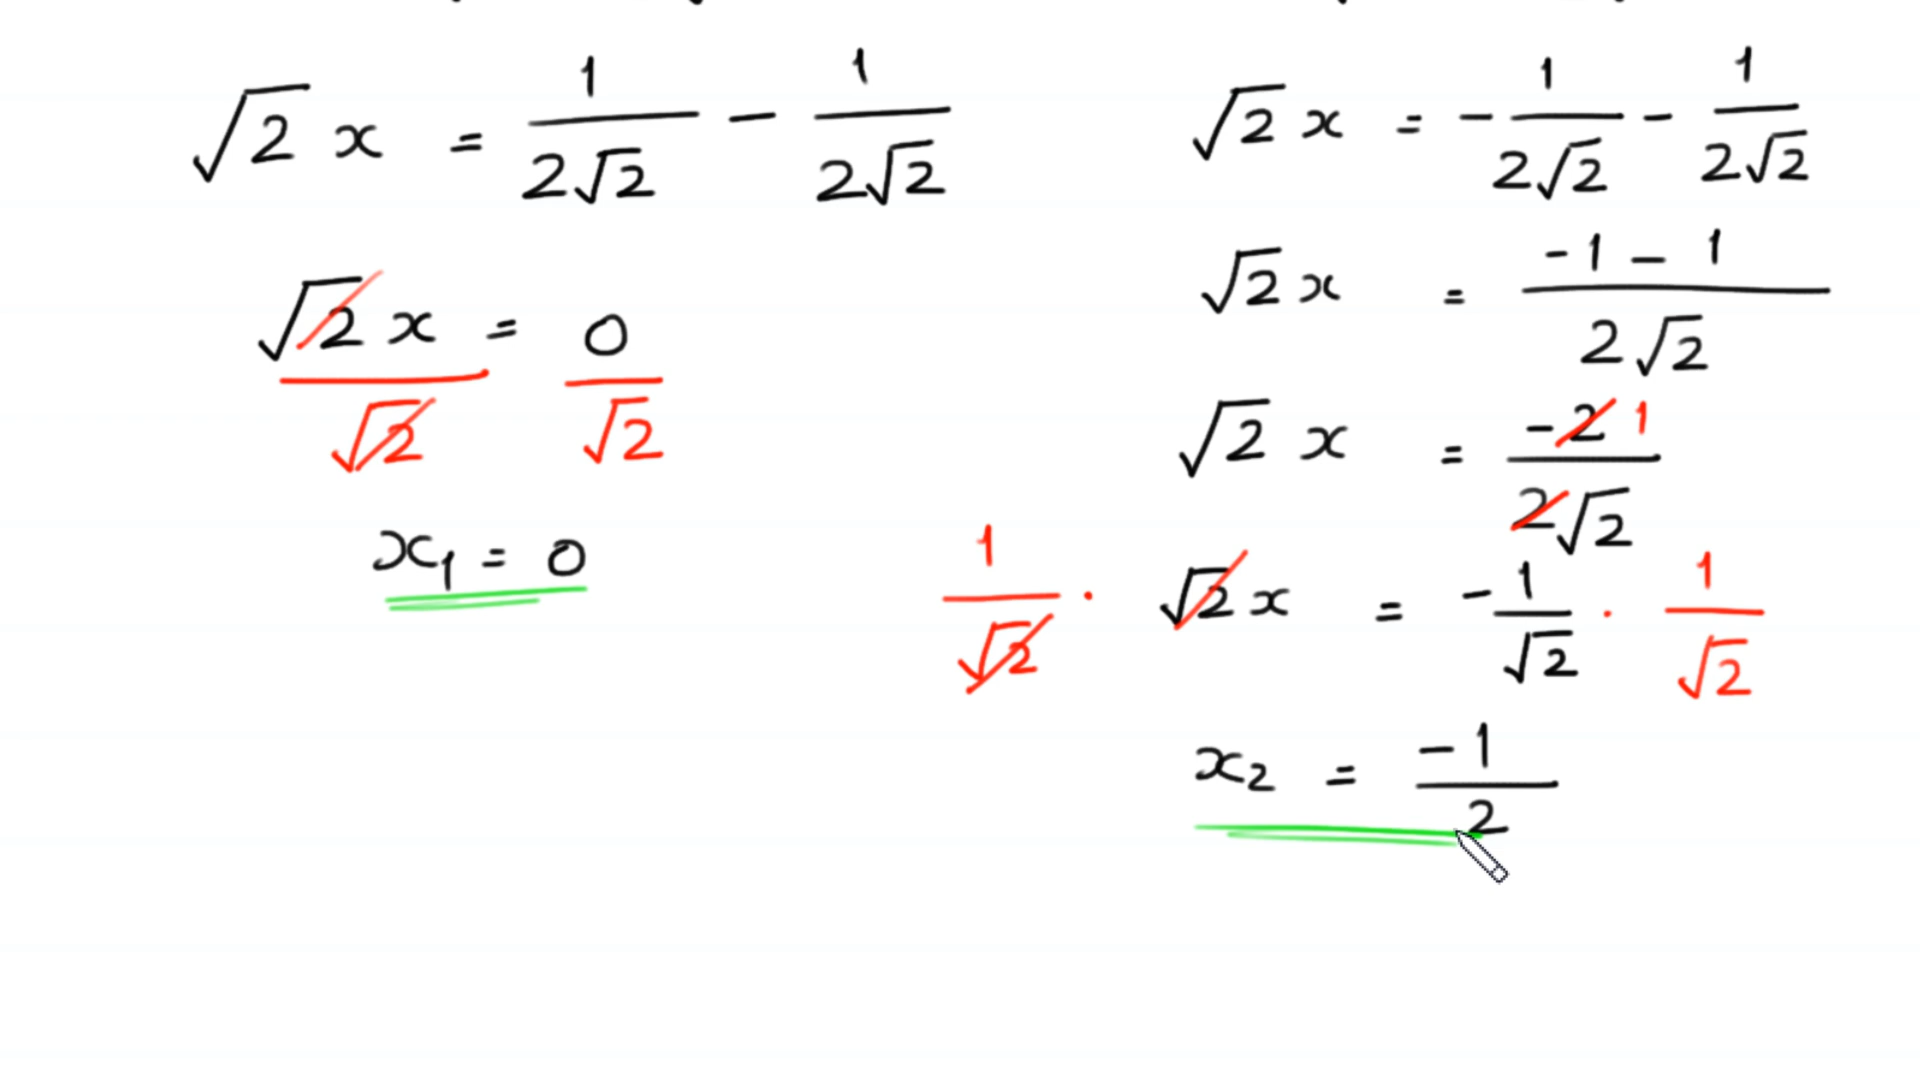 √2 x = 1/(2√2) - 1/(2√2)
√2 x / √2 = 0/√2
x₁ = 0
√2 x = - 1/(2√2) - 1/(2√2)
√2 x = (-1 - 1)/(2√2)
√2 x = -2 1/(2√2)
1/√2 · √2 x = - 1/√2 · 1/√2
x₂ = -1/2